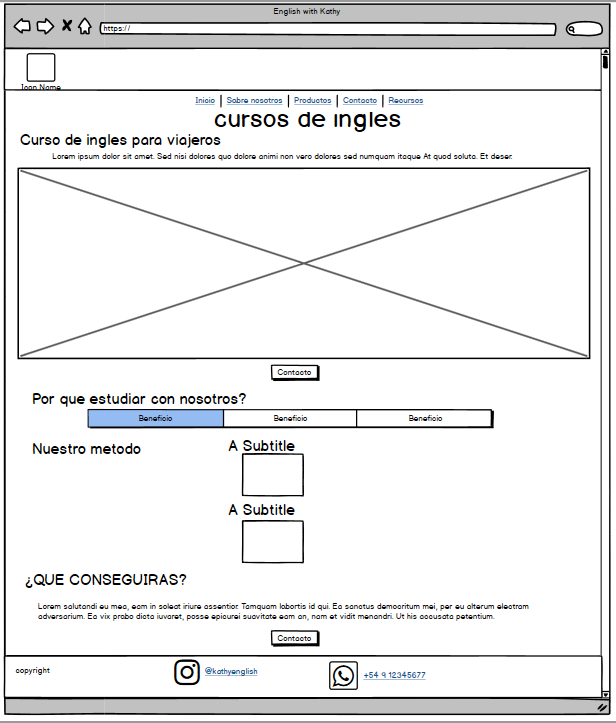 English with Kathy
https://
Icon Name
Inicio | Sobre nosotros | Productos | Contacto | Recursos
cursos de ingles
Curso de ingles para viajeros
Lorem ipsum dolor sit amet. Sed nisi dolores quo dolore animi non vero dolores sed numquam itaque At quod soluta. Et deser.
Contacto
Por que estudiar con nosotros?
Beneficio Beneficio Beneficio
Nuestro metodo
A Subtitle
A Subtitle
¿QUE CONSEGUIRAS?
Lorem salutandi eu mea, eam in soleat iriure assentior. Tamquam lobortis id qui. Ea sanctus democritum mei, per eu alterum electram
adversarium. Ea vix probo dicta iuvaret, posse epicurei suavitate eam an, nam et vidit menandri. Ut his accusata petentium.
Contacto
copyright @kathyenglish +54 9 12345677